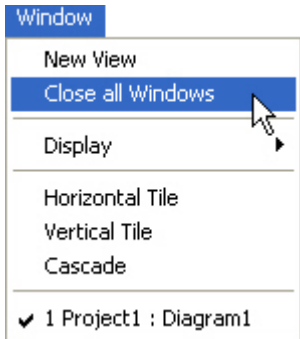 Window
New View
Close all Windows
Display
Horizontal Tile
Vertical Tile
Cascade
1 Project1 : Diagram1